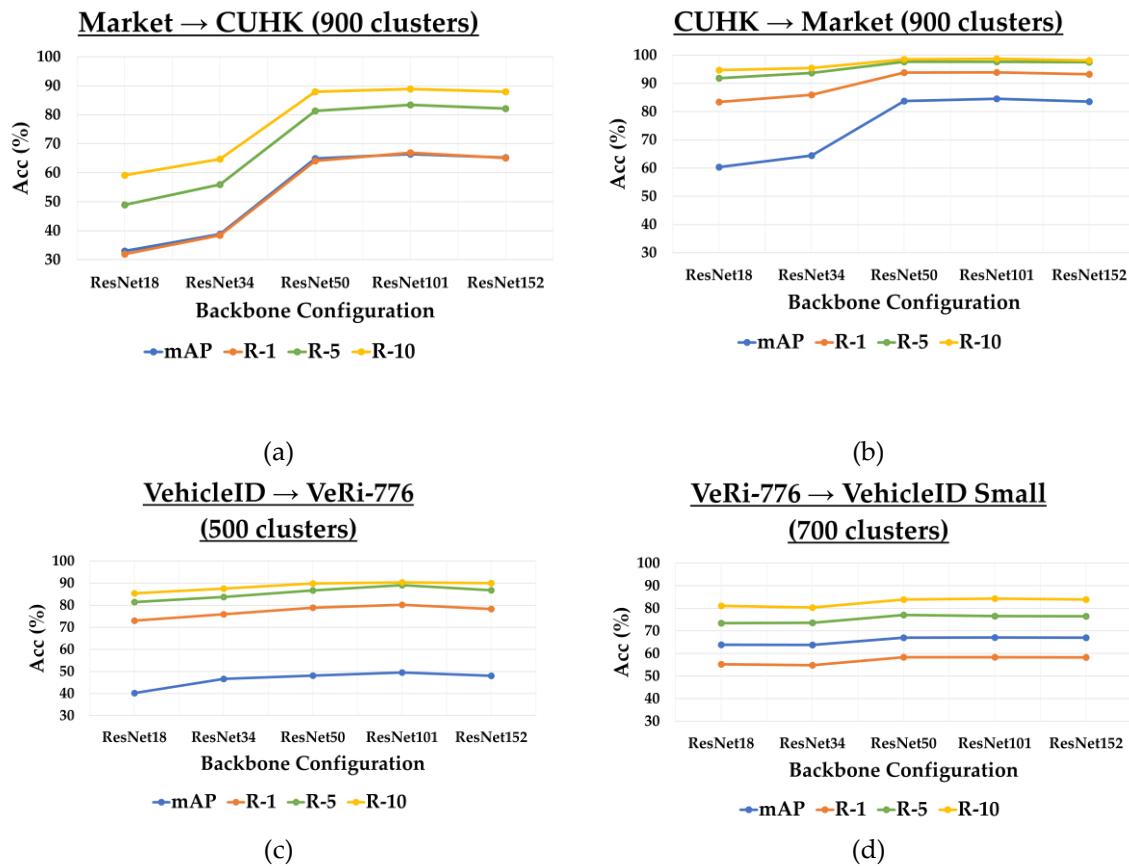 Market → CUHK (900 clusters)
100
90
80
70
60
50
40
30
Acc (%)
ResNet18 ResNet34 ResNet50 ResNet101 ResNet152
Backbone Configuration
mAP R-1 R-5 R-10
(a)
CUHK → Market (900 clusters)
100
90
80
70
60
50
40
30
Acc (%)
ResNet18 ResNet34 ResNet50 ResNet101 ResNet152
Backbone Configuration
mAP R-1 R-5 R-10
(b)
VehicleID → VeRi-776
(500 clusters)
100
90
80
70
60
50
40
30
Acc (%)
ResNet18 ResNet34 ResNet50 ResNet101 ResNet152
Backbone Configuration
mAP R-1 R-5 R-10
(c)
VeRi-776 → VehicleID Small
(700 clusters)
100
90
80
70
60
50
40
30
Acc (%)
ResNet18 ResNet34 ResNet50 ResNet101 ResNet152
Backbone Configuration
mAP R-1 R-5 R-10
(d)